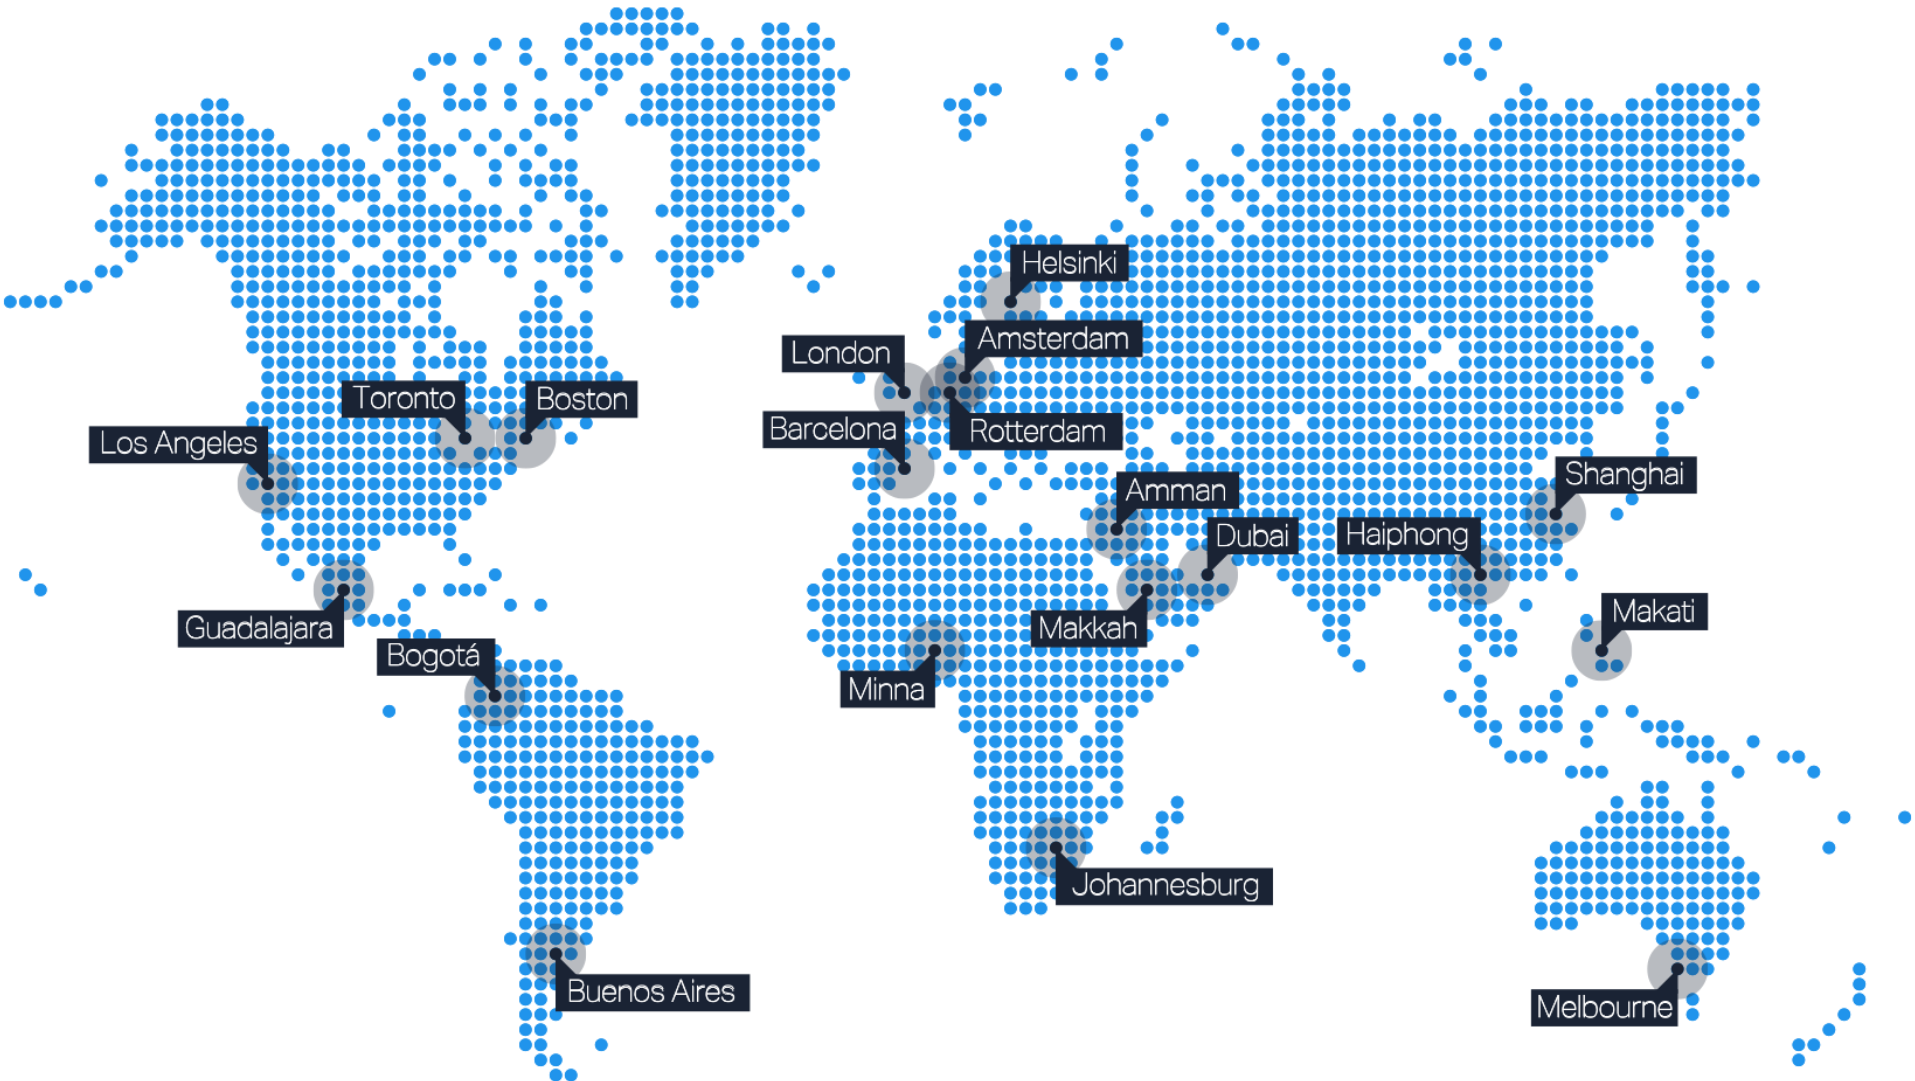 Helsinki
Amsterdam
London
Toronto
Boston
Barcelona
Rotterdam
Los Angeles
Shanghai
Amman
Dubai
Haiphong
Makati
Guadalajara
Makkah
Bogotá
Minna
Johannesburg
Buenos Aires
Melbourne